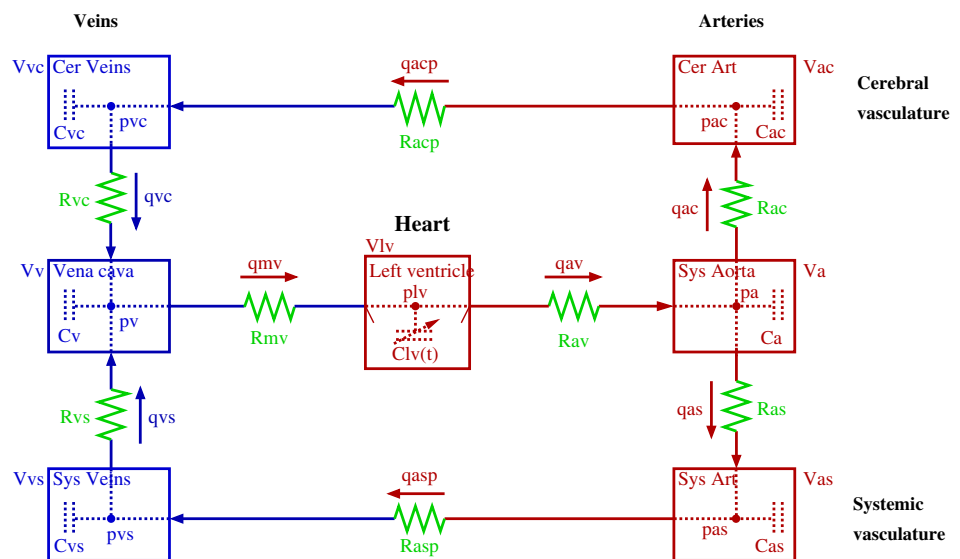 Veins
Arteries
Vvc
Cer Veins
qacp
Cer Art
Vac
Cerebral
vasculature
pvc
Cvc
Racp
pac
Cac
Rvc
qvc
qac
Rac
Heart
Vlv
Vv
Vena cava
qmv
Left ventricle
qav
Sys Aorta
Va
plv
pa
pv
Cv
Rmv
Clv(t)
Rav
Ca
Rvs
qvs
qas
Ras
Vvs
Sys Veins
qasp
Sys Art
Vas
Systemic
vasculature
pvs
Cvs
Rasp
pas
Cas